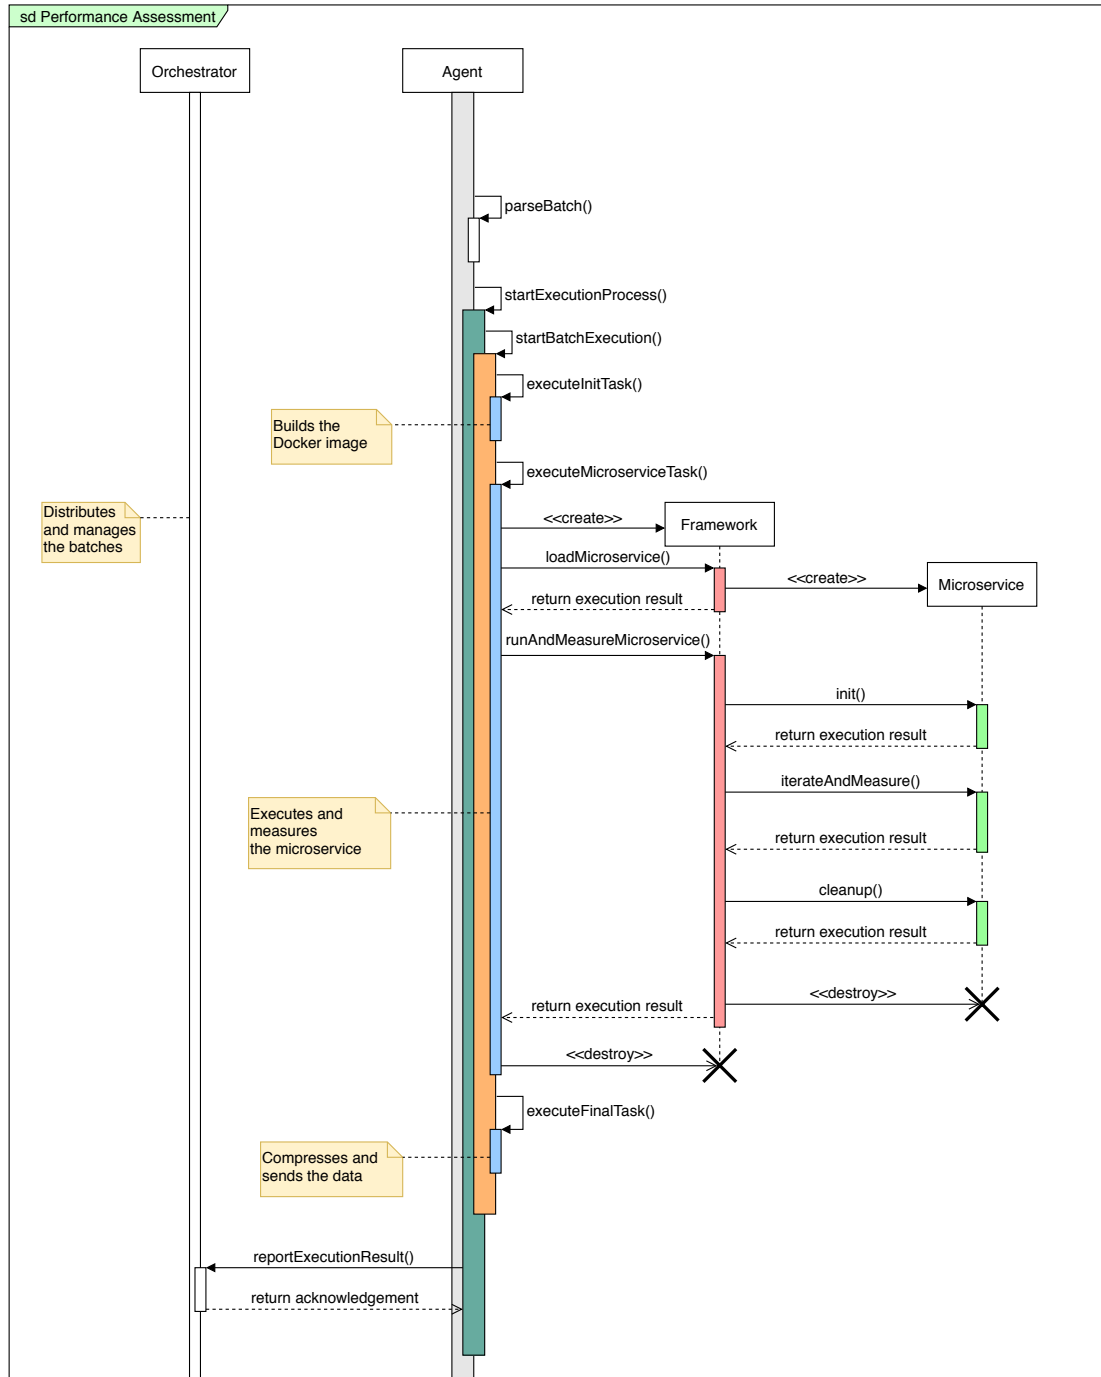 sd Performance Assessment
Orchestrator
Agent
parseBatch()
startExecutionProcess()
startBatchExecution()
executeInitTask()
Builds the
Docker image
executeMicroserviceTask()
Distributes
and manages
the batches
<<create>>
Framework
loadMicroservice()
<<create>>
Microservice
return execution result
runAndMeasureMicroservice()
init()
return execution result
iterateAndMeasure()
Executes and
measures
the microservice
return execution result
cleanup()
return execution result
<<destroy>>
return execution result
<<destroy>>
executeFinalTask()
Compresses and
sends the data
reportExecutionResult()
return acknowledgement